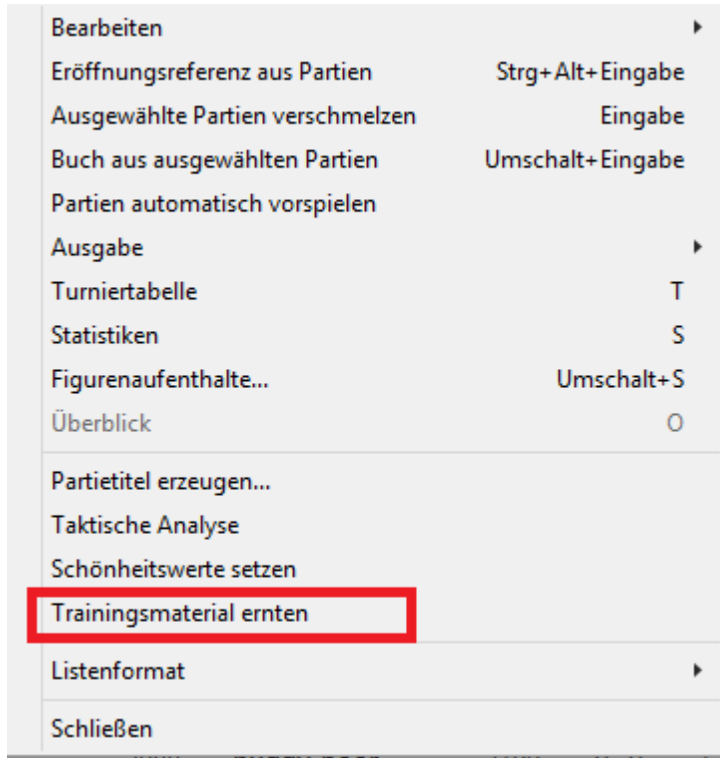 Bearbeiten
Eröffnungsreferenz aus Partien Strg+Alt+Eingabe
Ausgewählte Partien verschmelzen Eingabe
Buch aus ausgewählten Partien Umschalt+Eingabe
Partien automatisch vorspielen
Ausgabe
Turniertabelle T
Statistiken S
Figurenaufenthalte... Umschalt+S
Überblick O
Partietitel erzeugen...
Taktische Analyse
Schönheitswerte setzen
Trainingsmaterial ernten
Listenformat
Schließen